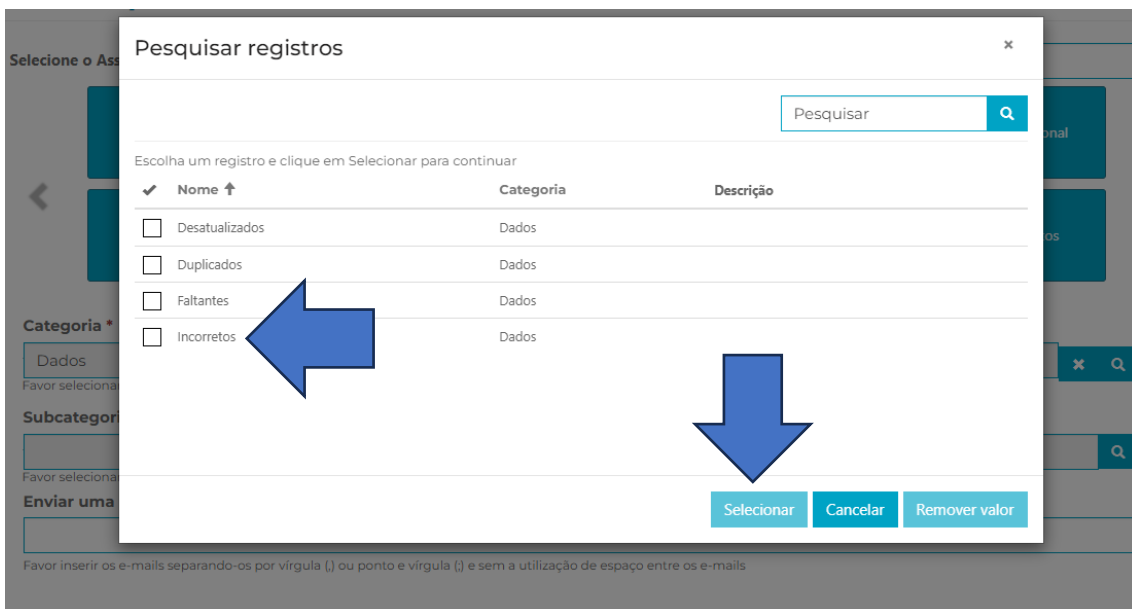 Pesquisar registros ×
Selecione o Ass
Pesquisar
onal
Escolha um registro e clique em Selecionar para continuar
Nome Categoria Descrição
Desatualizados Dados
os
Duplicados Dados
Faltantes Dados
Categoria *
Incorretos Dados
Dados
Favor selecionar
Subcategori
Favor selecionar
Enviar uma
Selecionar Cancelar Remover valor
Favor inserir os e-mails separando-os por vírgula (,) ou ponto e vírgula (;) e sem a utilização de espaço entre os e-mails